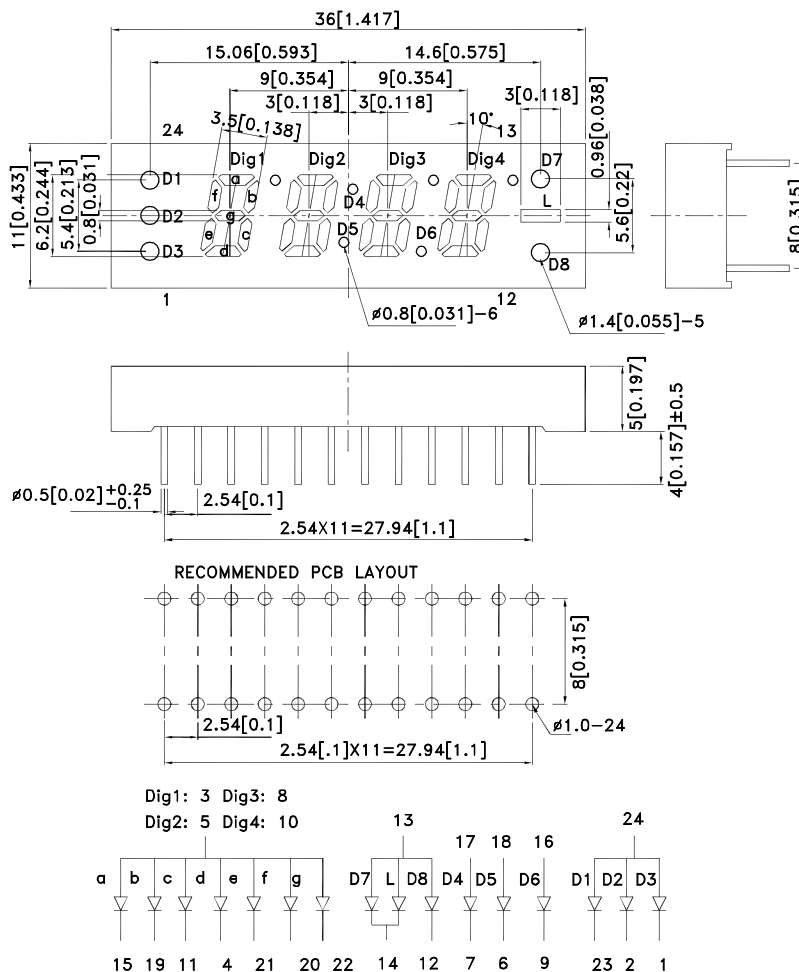 36[1.417]
15.06[0.593] 14.6[0.575]
9[0.354] 9[0.354]
3[0.118] 3[0.118] 3[0.118]
3.5[0.138] 10° 0.96[0.038]
24 13
Dig1 Dig2 Dig3 Dig4 D7
D1 a
f b D4 L
D2 g
D5 D6
e c
D3 d D8
11[0.433]
6.2[0.244]
5.4[0.213]
0.8[0.031]
5.6[0.22]
8[0.315]
1 12
ø0.8[0.031]-6 ø1.4[0.055]-5
5[0.197]
4[0.157]±0.5
ø0.5[0.02]+0.25
-0.1
2.54[0.1]
2.54X11=27.94[1.1]
RECOMMENDED PCB LAYOUT
8[0.315]
2.54[0.1] ø1.0-24
2.54[.1]X11=27.94[1.1]
Dig1: 3 Dig3: 8
Dig2: 5 Dig4: 10
13 24
17 18 16
a b c d e f g D7 L D8 D4 D5 D6 D1 D2 D3
15 19 11 4 21 20 22 14 12 7 6 9 23 2 1